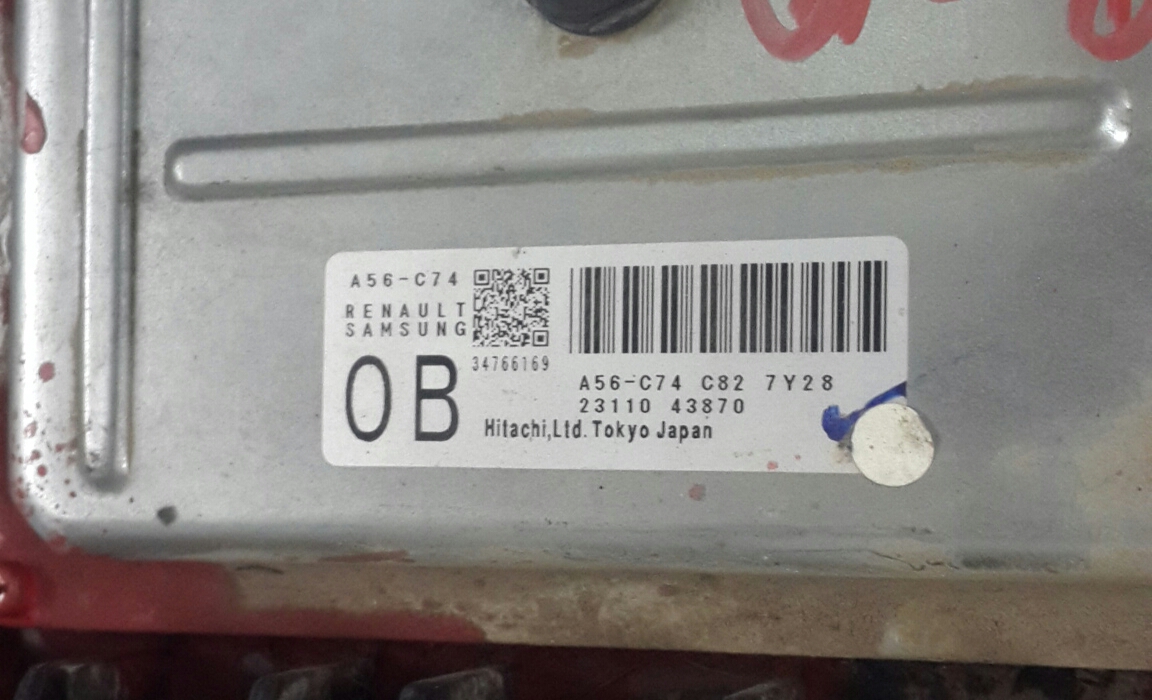 A56-C74
RENAULT
SAMSUNG
34766169
0B
A56-C74 C82 7Y28
23110 43870
Hitachi,Ltd. Tokyo Japan